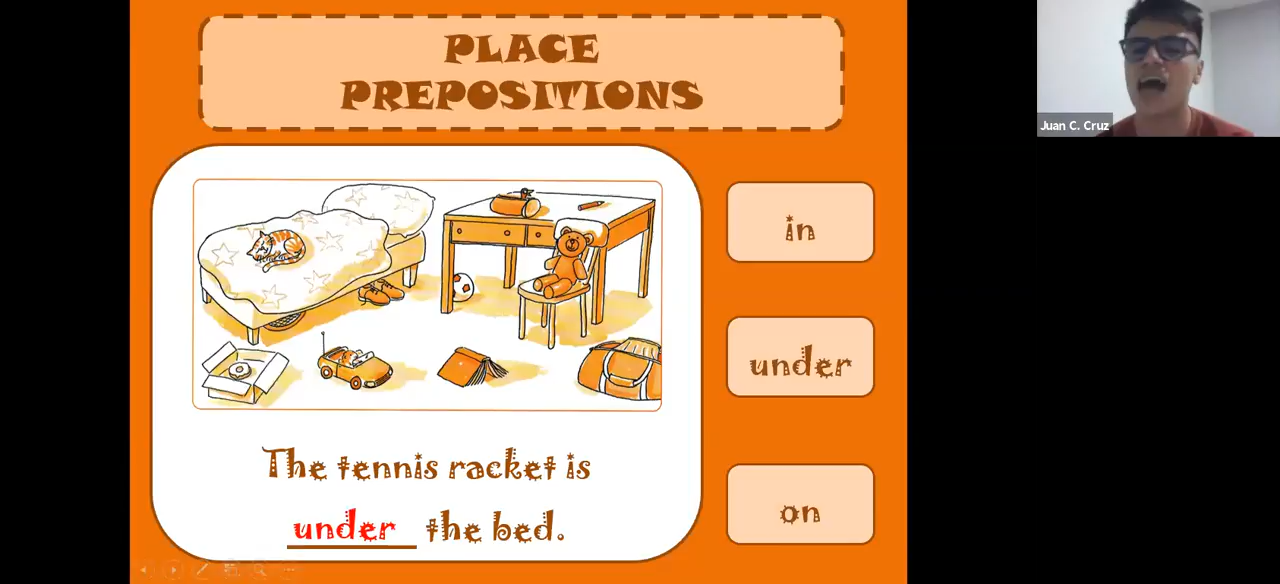 PLACE
PREPOSITIONS
in
under
on
The tennis racket is
under the bed.
Juan C. Cruz